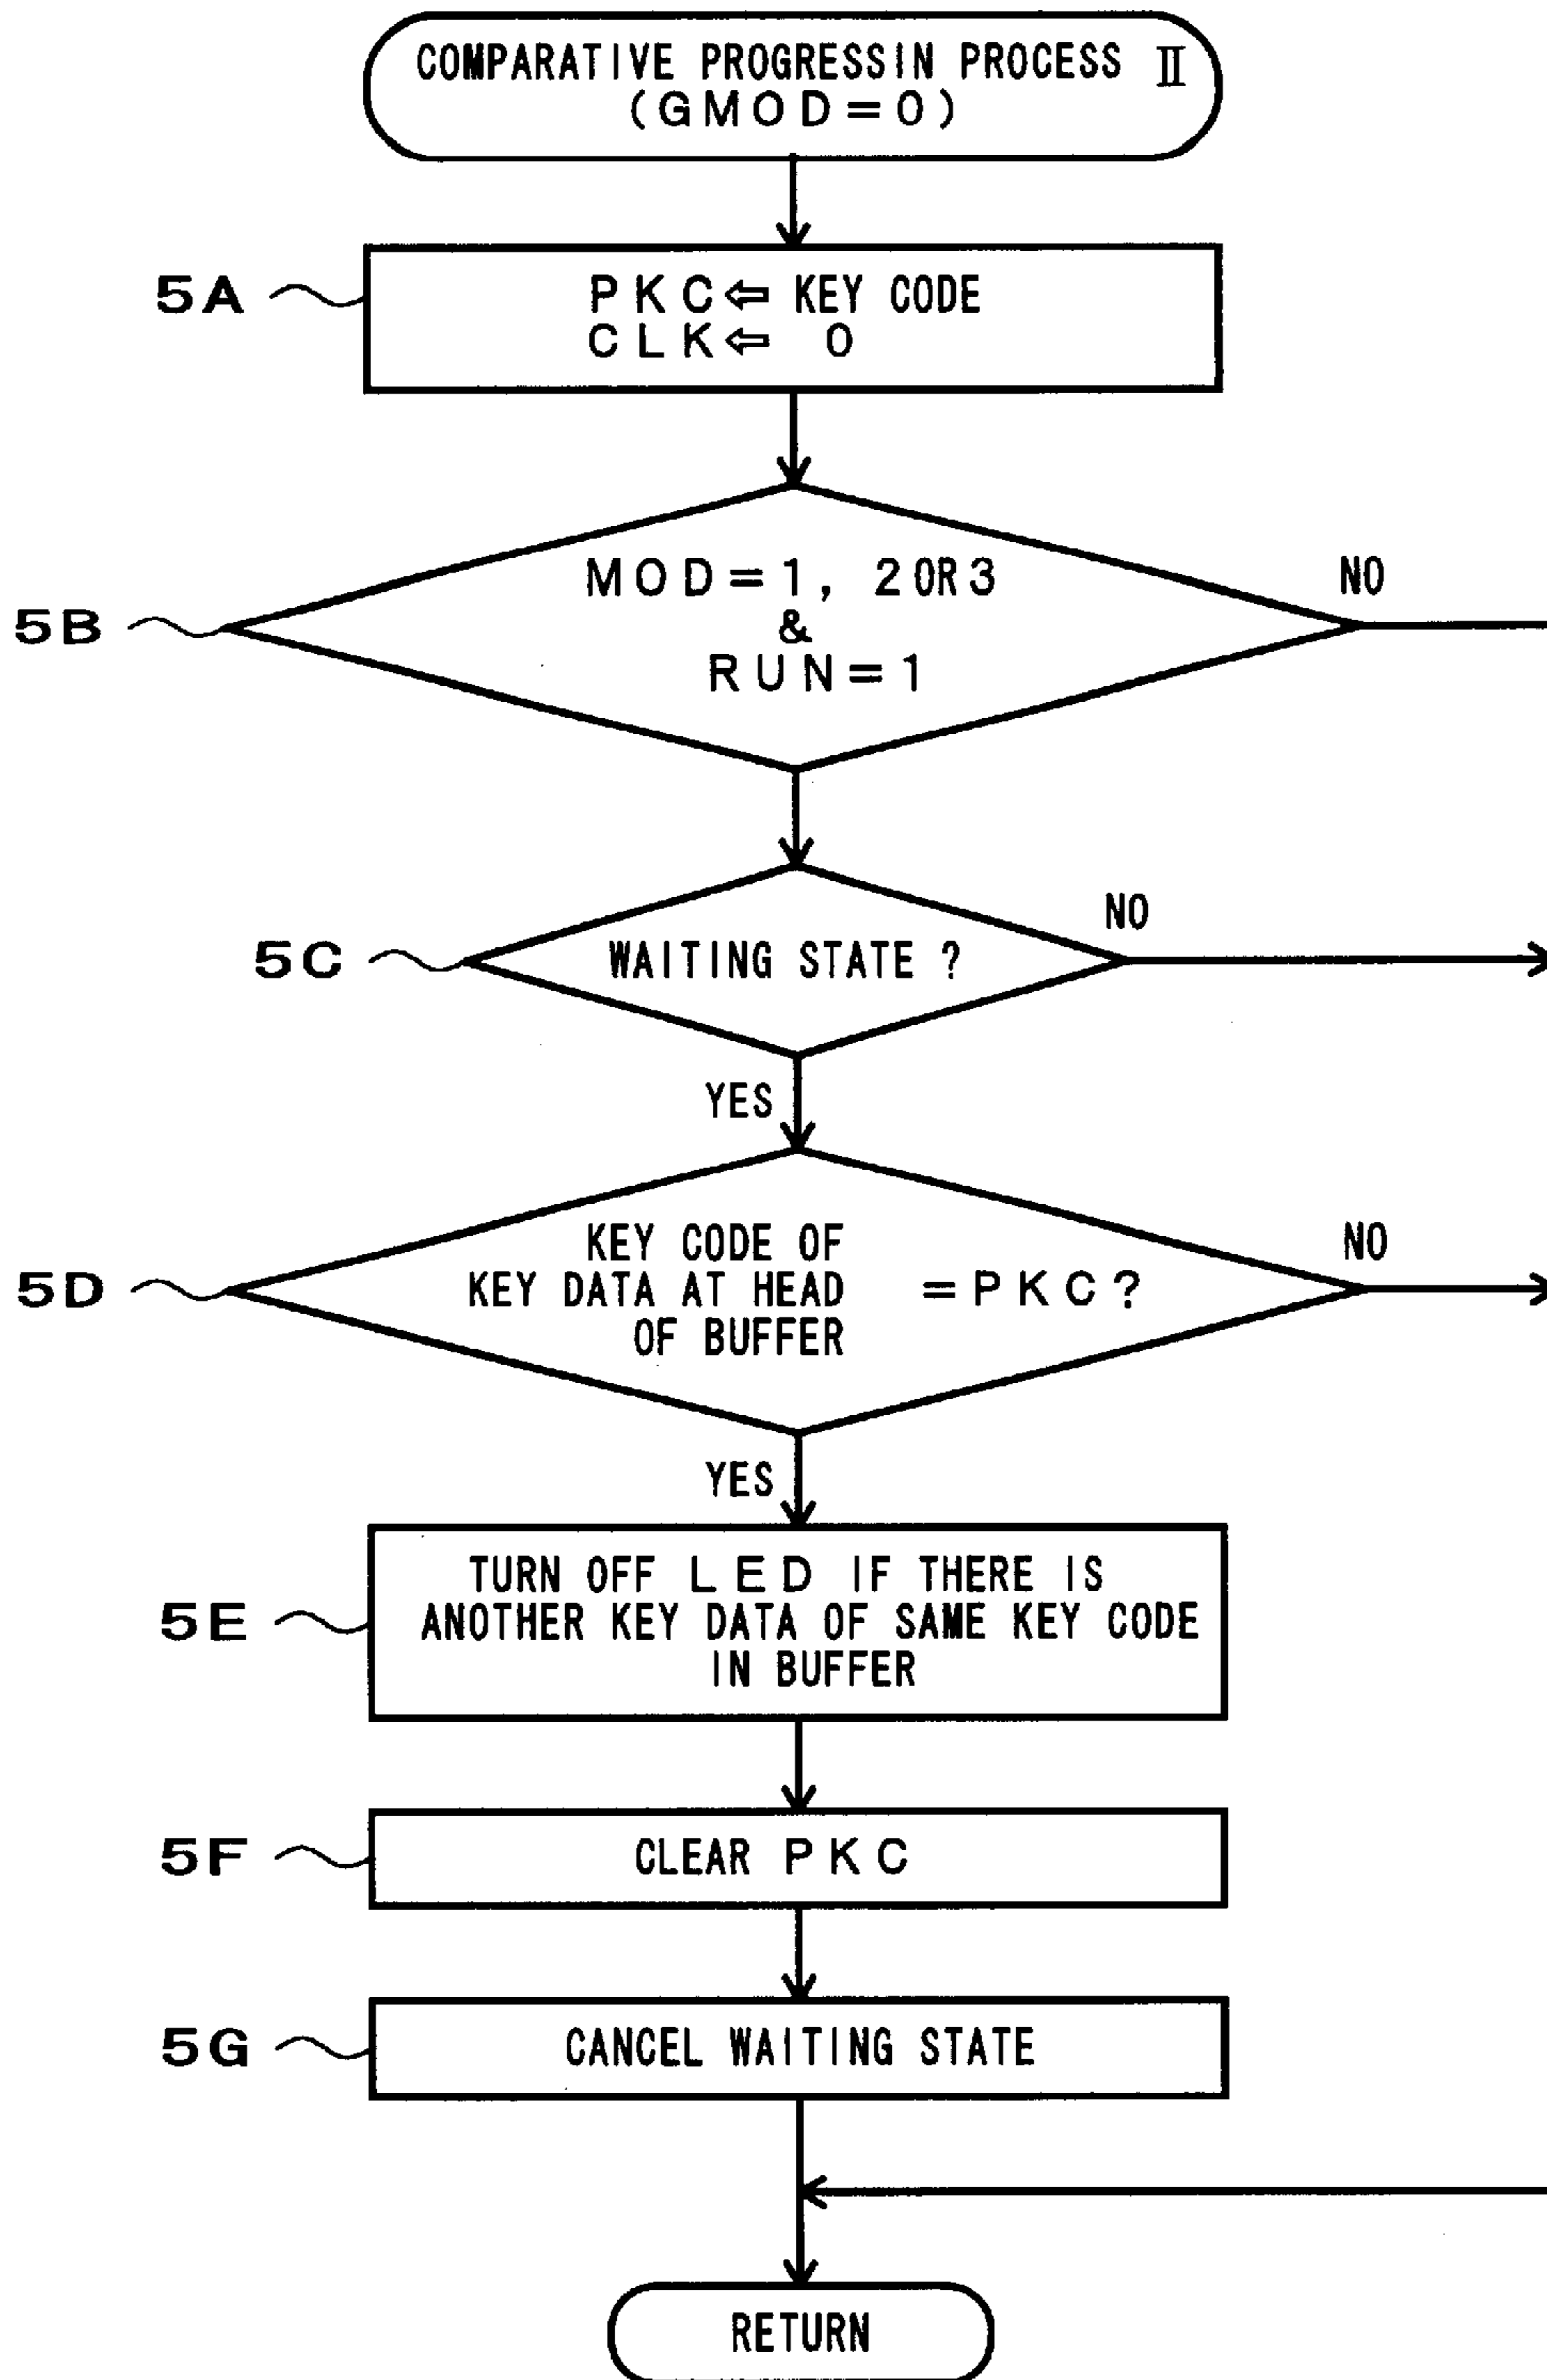 COMPARATIVE PROGRESSIN PROCESS II
(GMOD=0)
5A
PKC⇦ KEY CODE
CLK⇦ 0
5B
MOD=1, 2OR3
&
RUN=1
NO
5C
WAITING STATE ?
NO
YES
5D
KEY CODE OF
KEY DATA AT HEAD =PKC?
OF BUFFER
NO
YES
5E
TURN OFF LED IF THERE IS
ANOTHER KEY DATA OF SAME KEY CODE
IN BUFFER
5F
CLEAR PKC
5G
CANCEL WAITING STATE
RETURN